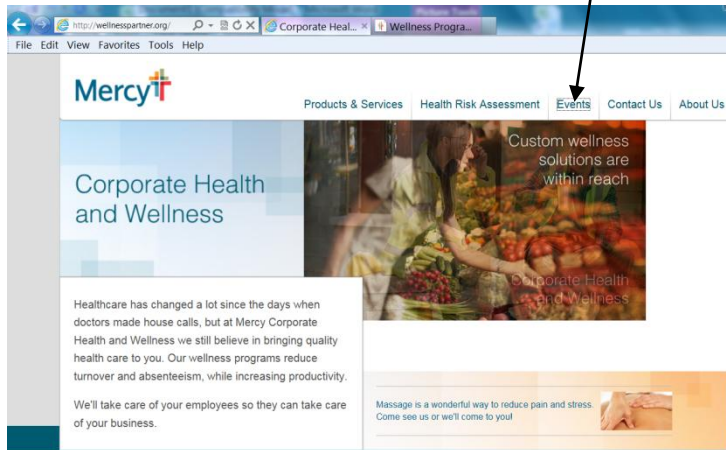 http://wellnesspartner.org/
Corporate Heal...
Wellness Progra...
File Edit View Favorites Tools Help
Mercy
Products & Services Health Risk Assessment Events Contact Us About Us
Custom wellness
solutions are
within reach
Corporate Health
and Wellness
Corporate Health
and Wellness
Healthcare has changed a lot since the days when
doctors made house calls, but at Mercy Corporate
Health and Wellness we still believe in bringing quality
health care to you. Our wellness programs reduce
turnover and absenteeism, while increasing productivity.
We'll take care of your employees so they can take care
of your business.
Massage is a wonderful way to reduce pain and stress.
Come see us or we'll come to you!